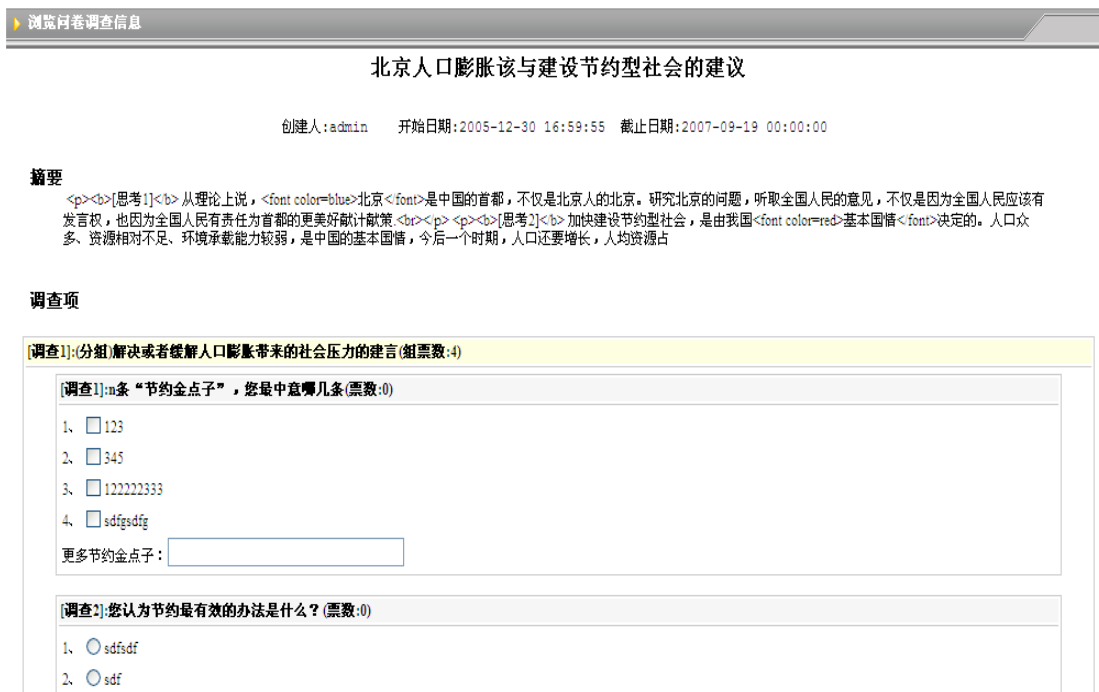 浏览问卷调查信息
北京人口膨胀该与建设节约型社会的建议
创建人:admin 开始日期:2005-12-30 16:59:55 截止日期:2007-09-19 00:00:00
摘要
<p><b>[思考1]</b> 从理论上说，<font color=blue>北京</font>是中国的首都，不仅是北京人的北京。研究北京的问题，听取全国人民的意见，不仅是因为全国人民应该有
发言权，也因为全国人民有责任为首都的更美好献计献策.<br></p> <p><b>[思考2]</b> 加快建设节约型社会，是由我国<font color=red>基本国情</font>决定的。人口众
多、资源相对不足、环境承载能力较弱，是中国的基本国情，今后一个时期，人口还要增长，人均资源占
调查项
[调查1]:(分组)解决或者缓解人口膨胀带来的社会压力的建言(组票数:4)
[调查1]:n条“节约金点子”，您最中意哪几条(票数:0)
1、 123
2、 345
3、 122222333
4、 sdfgsdfg
更多节约金点子：
[调查2]:您认为节约最有效的办法是什么？(票数:0)
1、 sdfsdf
2、 sdf